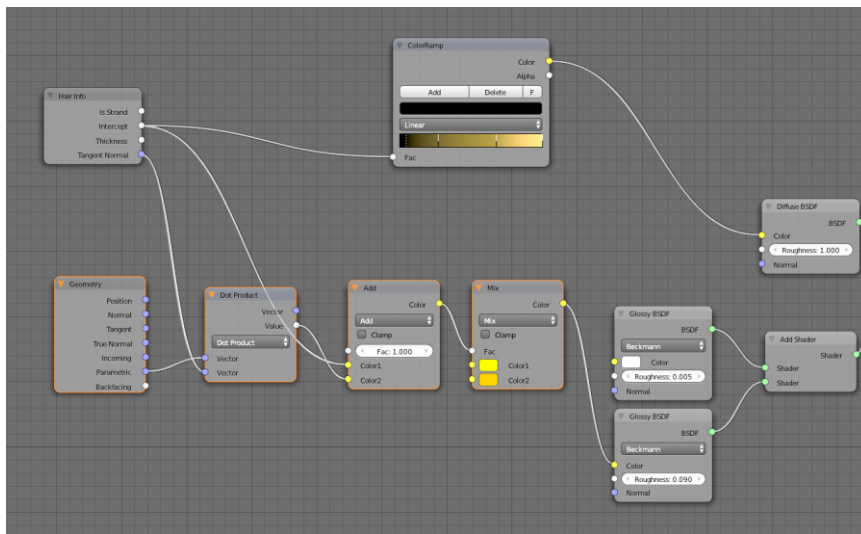 Hair Info
Is Strand
Intercept
Thickness
Tangent Normal
ColorRamp
Color
Alpha
Add Delete F
Linear
Fac
Geometry
Position
Normal
Tangent
True Normal
Incoming
Parametric
Backfacing
Dot Product
Vector
Value
Dot Product
Vector
Vector
Add
Color
Add
Clamp
Fac: 1.000
Color1
Color2
Mix
Color
Mix
Clamp
Fac
Color1
Color2
Glossy BSDF
BSDF
Beckmann
Color
Roughness: 0.005
Normal
Glossy BSDF
BSDF
Beckmann
Color
Roughness: 0.090
Normal
Diffuse BSDF
BSDF
Color
Roughness: 1.000
Normal
Add Shader
Shader
Shader
Shader